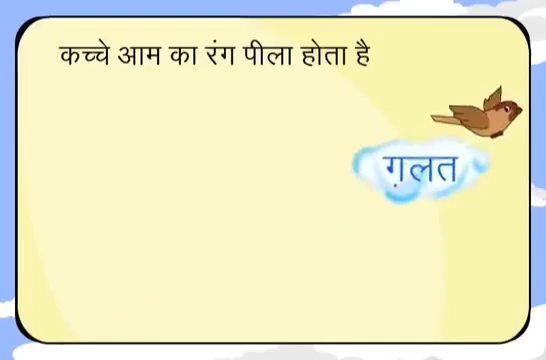 कच्चे आम का रंग पीला होता है
ग़लत